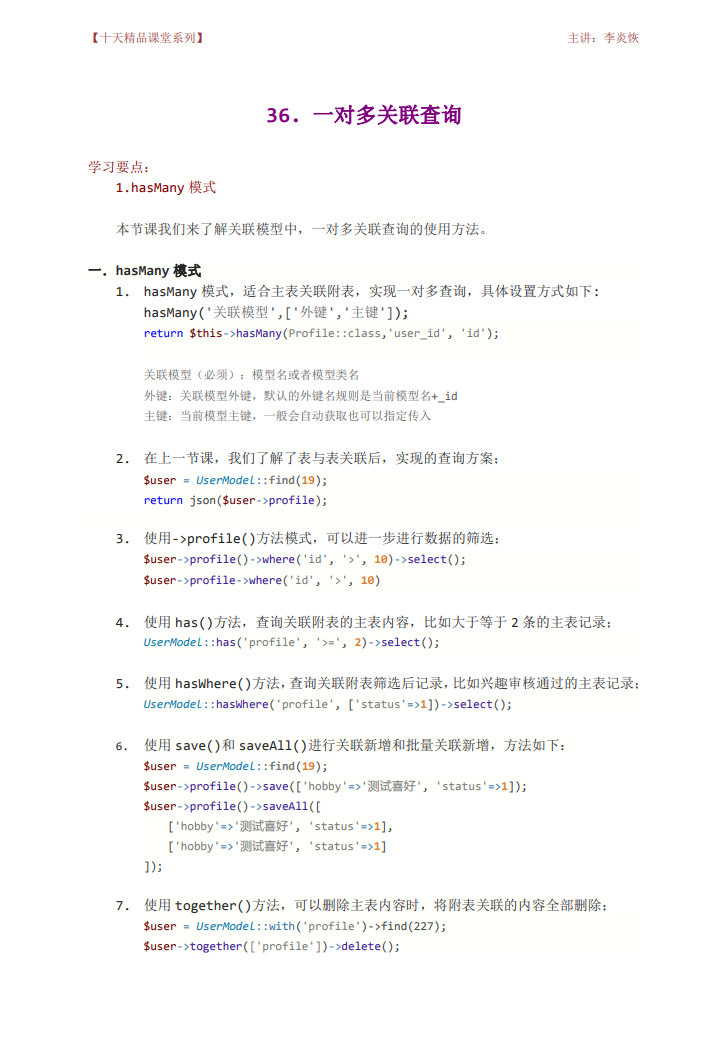 【十天精品课堂系列】 主讲：李炎恢
36．一对多关联查询
学习要点：
1.hasMany 模式
本节课我们来了解关联模型中，一对多关联查询的使用方法。
一．hasMany 模式
1. hasMany 模式，适合主表关联附表，实现一对多查询，具体设置方式如下：
hasMany('关联模型',['外键','主键']);
return $this->hasMany(Profile::class,'user_id', 'id');
关联模型（必须）：模型名或者模型类名
外键：关联模型外键，默认的外键名规则是当前模型名+_id
主键：当前模型主键，一般会自动获取也可以指定传入
2. 在上一节课，我们了解了表与表关联后，实现的查询方案；
$user = UserModel::find(19);
return json($user->profile);
3. 使用->profile()方法模式，可以进一步进行数据的筛选；
$user->profile()->where('id', '>', 10)->select();
$user->profile->where('id', '>', 10)
4. 使用 has()方法，查询关联附表的主表内容，比如大于等于 2 条的主表记录；
UserModel::has('profile', '>=', 2)->select();
5. 使用 hasWhere()方法，查询关联附表筛选后记录，比如兴趣审核通过的主表记录；
UserModel::hasWhere('profile', ['status'=>1])->select();
6. 使用 save()和 saveAll()进行关联新增和批量关联新增，方法如下：
$user = UserModel::find(19);
$user->profile()->save(['hobby'=>'测试喜好', 'status'=>1]);
$user->profile()->saveAll([
['hobby'=>'测试喜好', 'status'=>1],
['hobby'=>'测试喜好', 'status'=>1]
]);
7. 使用 together()方法，可以删除主表内容时，将附表关联的内容全部删除；
$user = UserModel::with('profile')->find(227);
$user->together(['profile'])->delete();